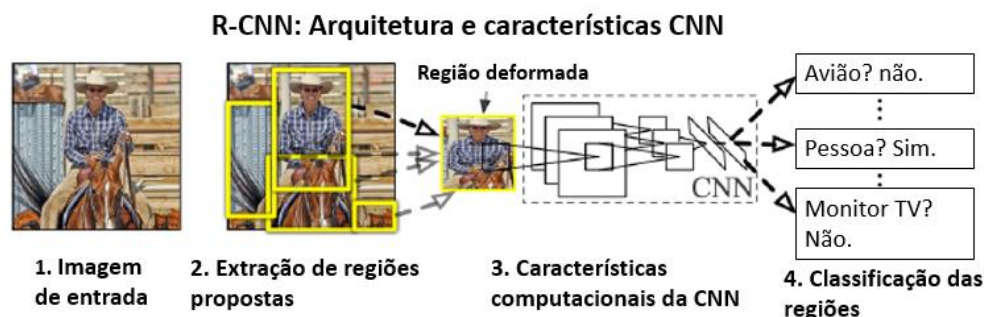 R-CNN: Arquitetura e características CNN
Região deformada
CNN
Avião? não.
Pessoa? Sim.
Monitor TV?
Não.
1. Imagem
de entrada
2. Extração de regiões
propostas
3. Características
computacionais da CNN
4. Classificação das
regiões